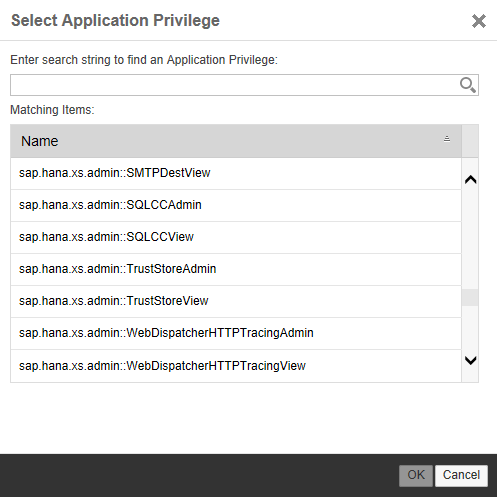 Select Application Privilege
Enter search string to find an Application Privilege:
Matching Items:
Name
sap.hana.xs.admin::SMTPDestView
sap.hana.xs.admin::SQLCCAdmin
sap.hana.xs.admin::SQLCCView
sap.hana.xs.admin::TrustStoreAdmin
sap.hana.xs.admin::TrustStoreView
sap.hana.xs.admin::WebDispatcherHTTPTracingAdmin
sap.hana.xs.admin::WebDispatcherHTTPTracingView
OK Cancel